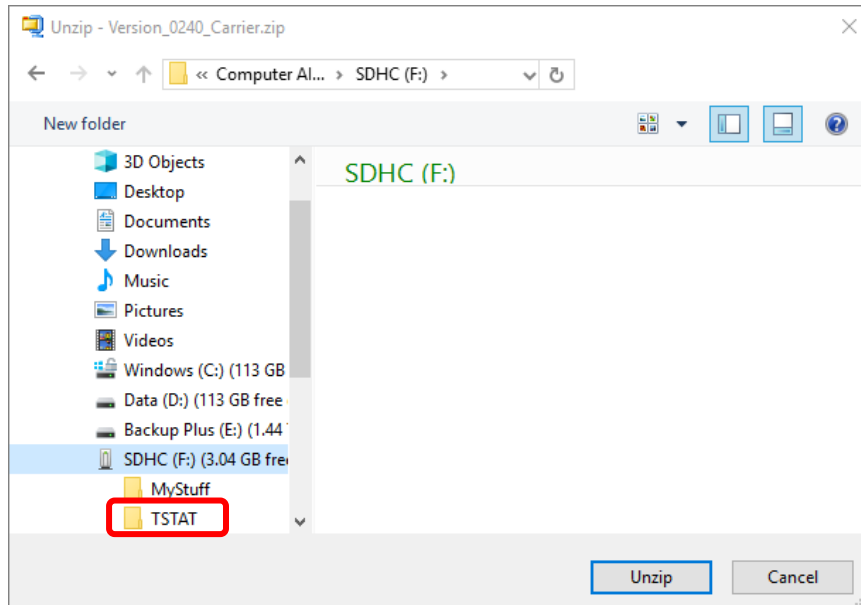 Unzip - Version_0240_Carrier.zip
« Computer Al... › SDHC (F:) ›
New folder
3D Objects
Desktop
Documents
Downloads
Music
Pictures
Videos
Windows (C:) (113 GB
Data (D:) (113 GB free
Backup Plus (E:) (1.44
SDHC (F:) (3.04 GB free
MyStuff
TSTAT
SDHC (F:)
Unzip Cancel